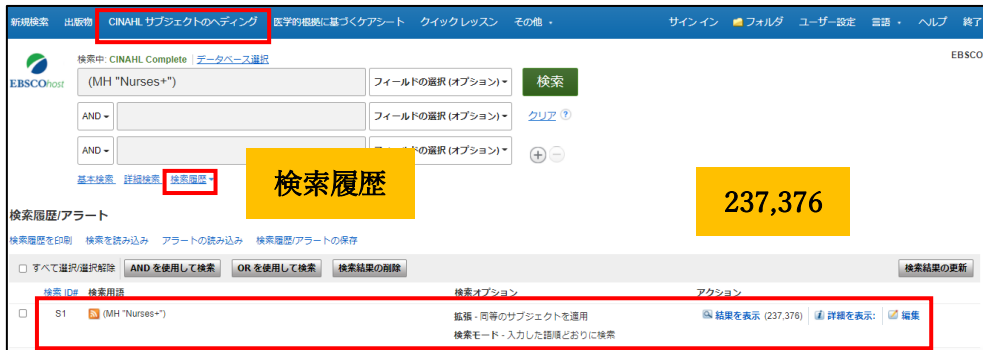 新規検索 出版物 CINAHL サブジェクトのヘディング 医学的根拠に基づくケアシート クイックレッスン その他 サインイン フォルダ ユーザー設定 言語 ヘルプ 終了
検索中: CINAHL Complete データベース選択 EBSCO
EBSCOhost (MH "Nurses+") フィールドの選択 (オプション) 検索
AND フィールドの選択 (オプション) クリア ?
AND フィールドの選択 (オプション)
基本検索 詳細検索 検索履歴
検索履歴
237,376
検索履歴/アラート
検索履歴を印刷 検索を読み込み アラートの読み込み 検索履歴/アラートの保存
すべて選択/選択解除 AND を使用して検索 OR を使用して検索 検索結果の削除 検索結果の更新
検索 ID# 検索用語 検索オプション アクション
S1 (MH "Nurses+") 拡張 - 同等のサブジェクトを適用 結果を表示 (237,376) 詳細を表示: 編集
検索モード - 入力した語順どおりに検索